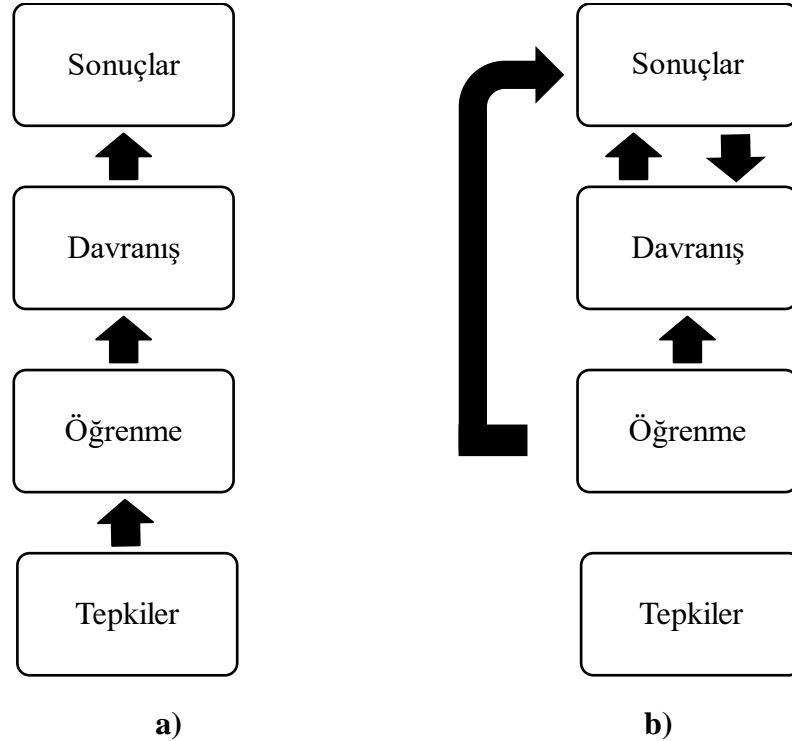 Sonuçlar
Davranış
Öğrenme
Tepkiler
a)
Sonuçlar
Davranış
Öğrenme
Tepkiler
b)